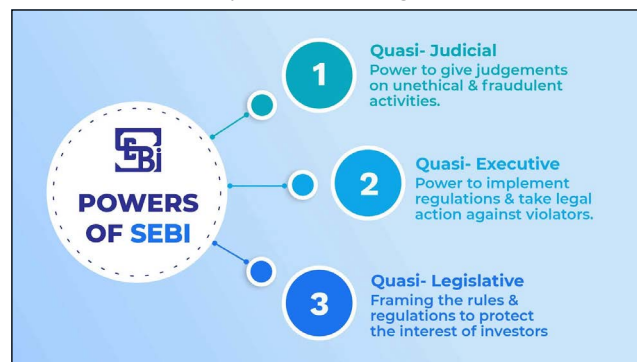 SEBI
POWERS
OF SEBI
1
Quasi- Judicial
Power to give judgements
on unethical & fraudulent
activities.
2
Quasi- Executive
Power to implement
regulations & take legal
action against violators.
3
Quasi- Legislative
Framing the rules &
regulations to protect
the interest of investors